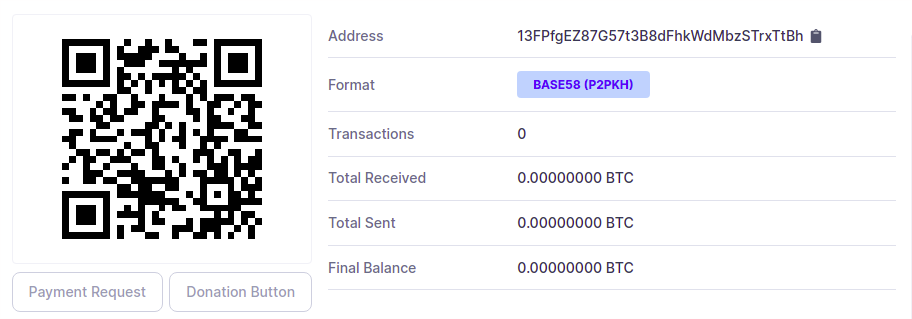 Address 13FPfgEZ87G57t3B8dFhkWdMbzSTrxTtBh
Format BASE58 (P2PKH)
Transactions 0
Total Received 0.00000000 BTC
Total Sent 0.00000000 BTC
Final Balance 0.00000000 BTC
Payment Request Donation Button